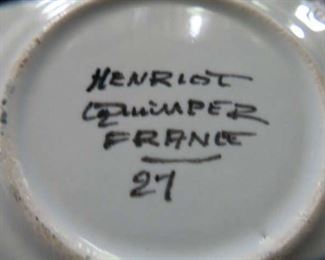 HENRIOT
QUIMPER
FRANCE
27